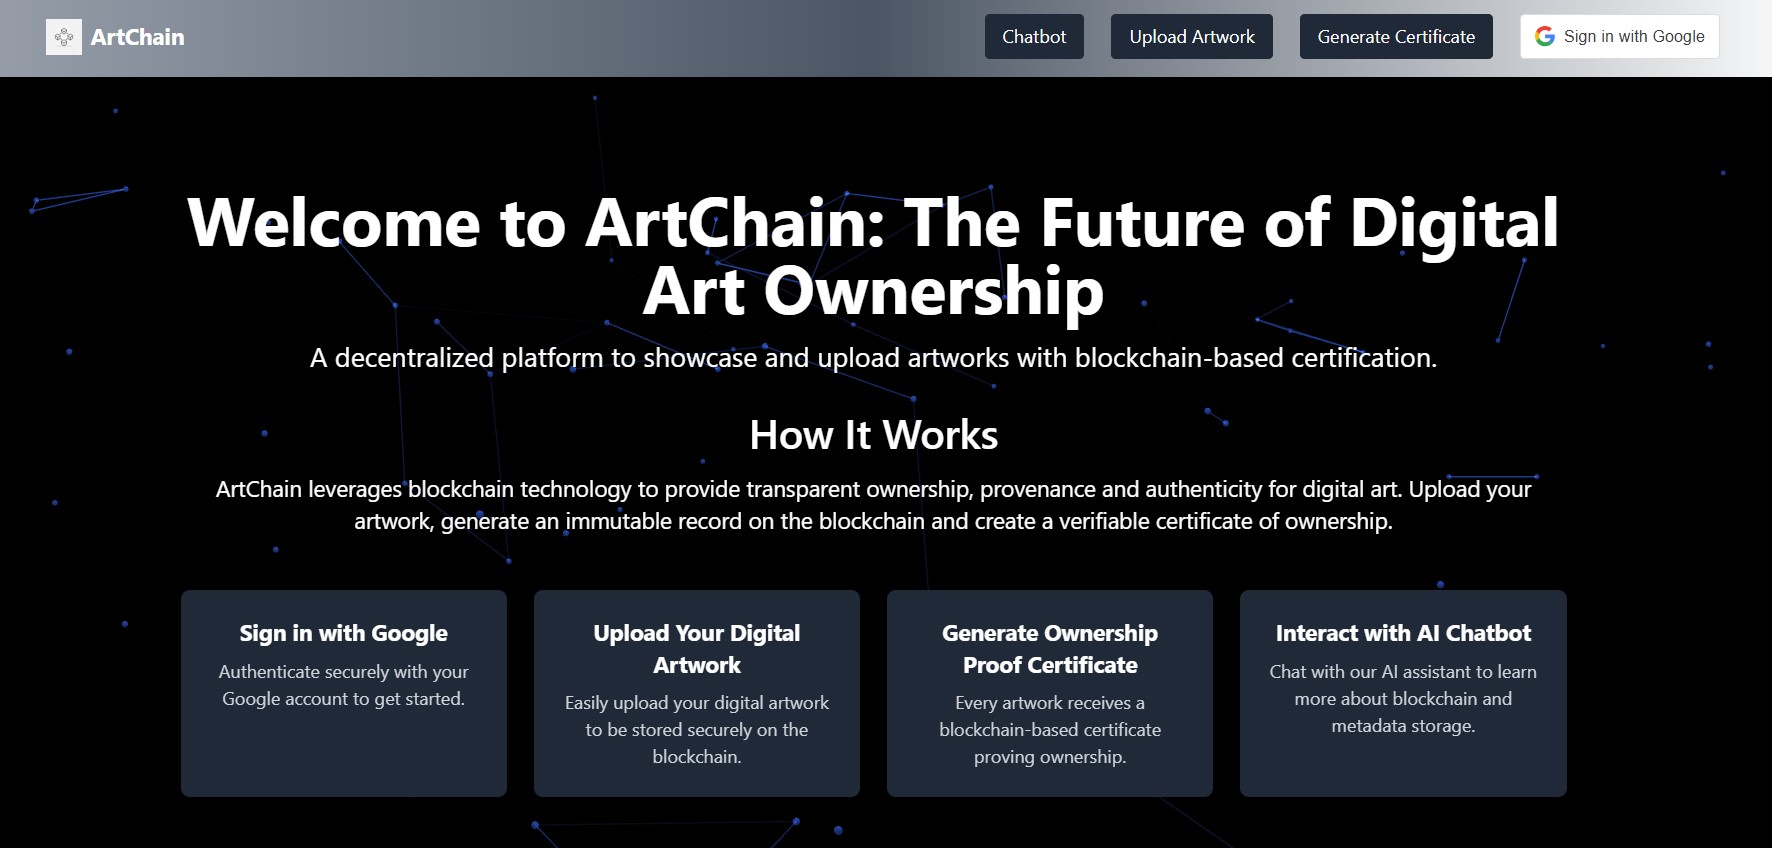 ArtChain
Chatbot
Upload Artwork
Generate Certificate
Sign in with Google
Welcome to ArtChain: The Future of Digital
Art Ownership
A decentralized platform to showcase and upload artworks with blockchain-based certification.
How It Works
ArtChain leverages blockchain technology to provide transparent ownership, provenance and authenticity for digital art. Upload your
artwork, generate an immutable record on the blockchain and create a verifiable certificate of ownership.
Sign in with Google
Authenticate securely with your
Google account to get started.
Upload Your Digital
Artwork
Easily upload your digital artwork
to be stored securely on the
blockchain.
Generate Ownership
Proof Certificate
Every artwork receives a
blockchain-based certificate
proving ownership.
Interact with AI Chatbot
Chat with our AI assistant to learn
more about blockchain and
metadata storage.